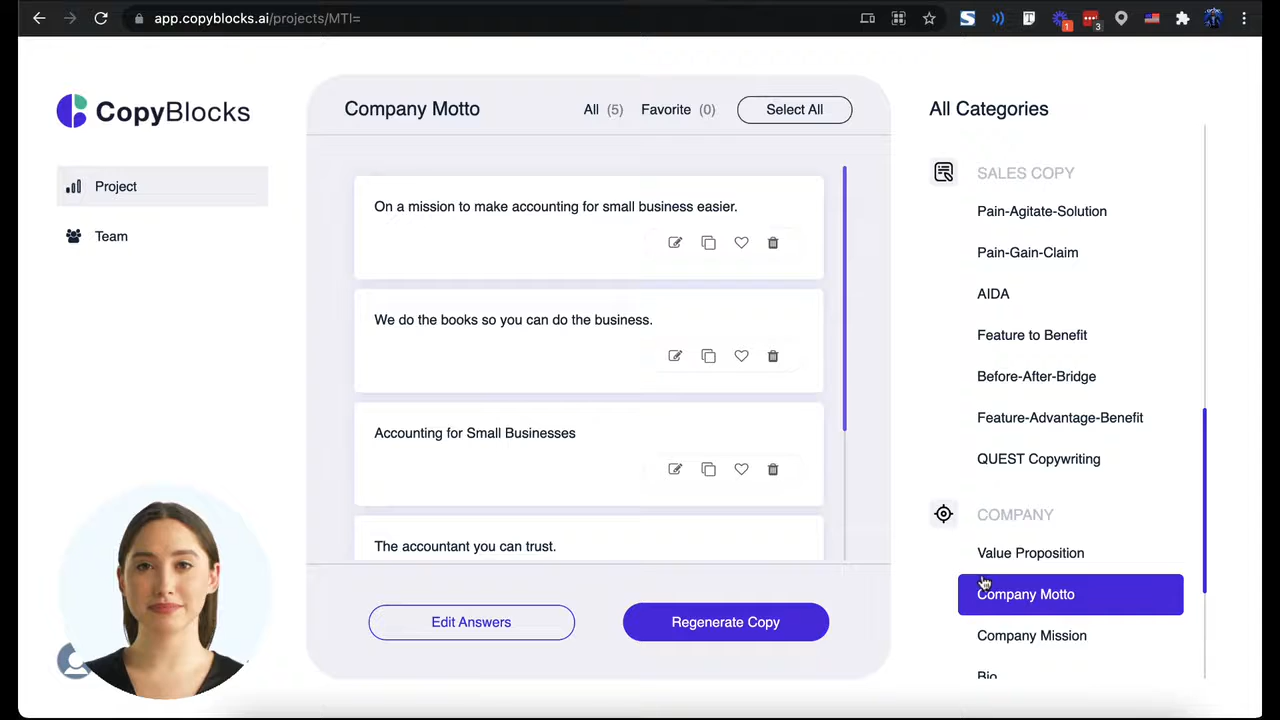 app.copyblocks.ai/projects/MTI=
1
3
CopyBlocks
Project
Team
Company Motto
All (5)
Favorite (0)
Select All
On a mission to make accounting for small business easier.
We do the books so you can do the business.
Accounting for Small Businesses
The accountant you can trust.
Edit Answers
Regenerate Copy
All Categories
SALES COPY
Pain-Agitate-Solution
Pain-Gain-Claim
AIDA
Feature to Benefit
Before-After-Bridge
Feature-Advantage-Benefit
QUEST Copywriting
COMPANY
Value Proposition
Company Motto
Company Mission
Bio